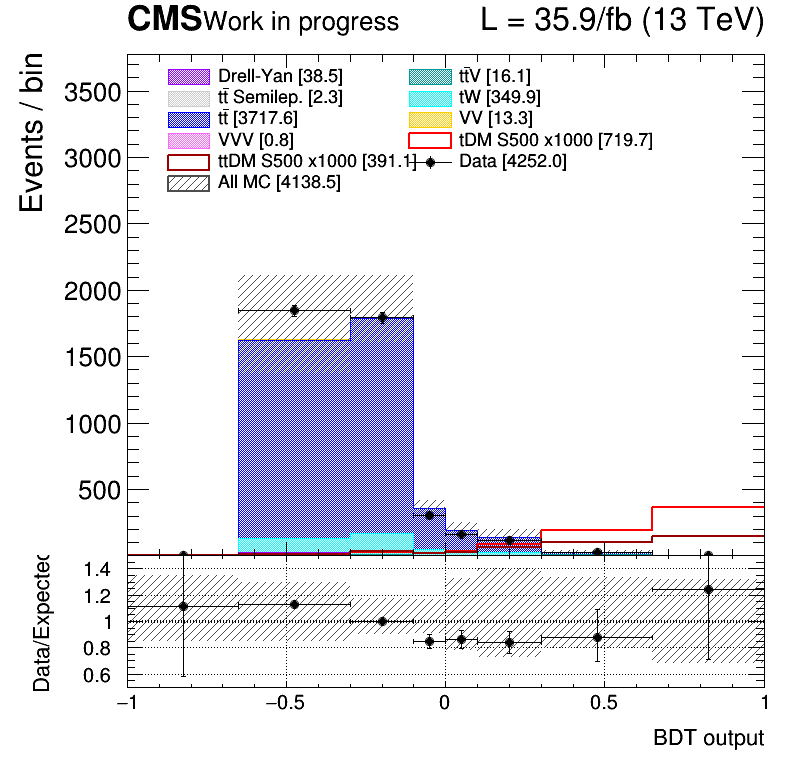 CMS Work in progress L = 35.9/fb (13 TeV)
Events / bin
3500
3000
2500
2000
1500
1000
500
Drell-Yan [38.5]
tt̄V [16.1]
tt̄ Semilep. [2.3]
tW [349.9]
tt̄ [3717.6]
VV [13.3]
VVV [0.8]
tDM S500 x1000 [719.7]
ttDM S500 x1000 [391.1]
Data [4252.0]
All MC [4138.5]
Data/Expected
1.4
1.2
1
0.8
0.6
−1 −0.5 0 0.5 1
BDT output